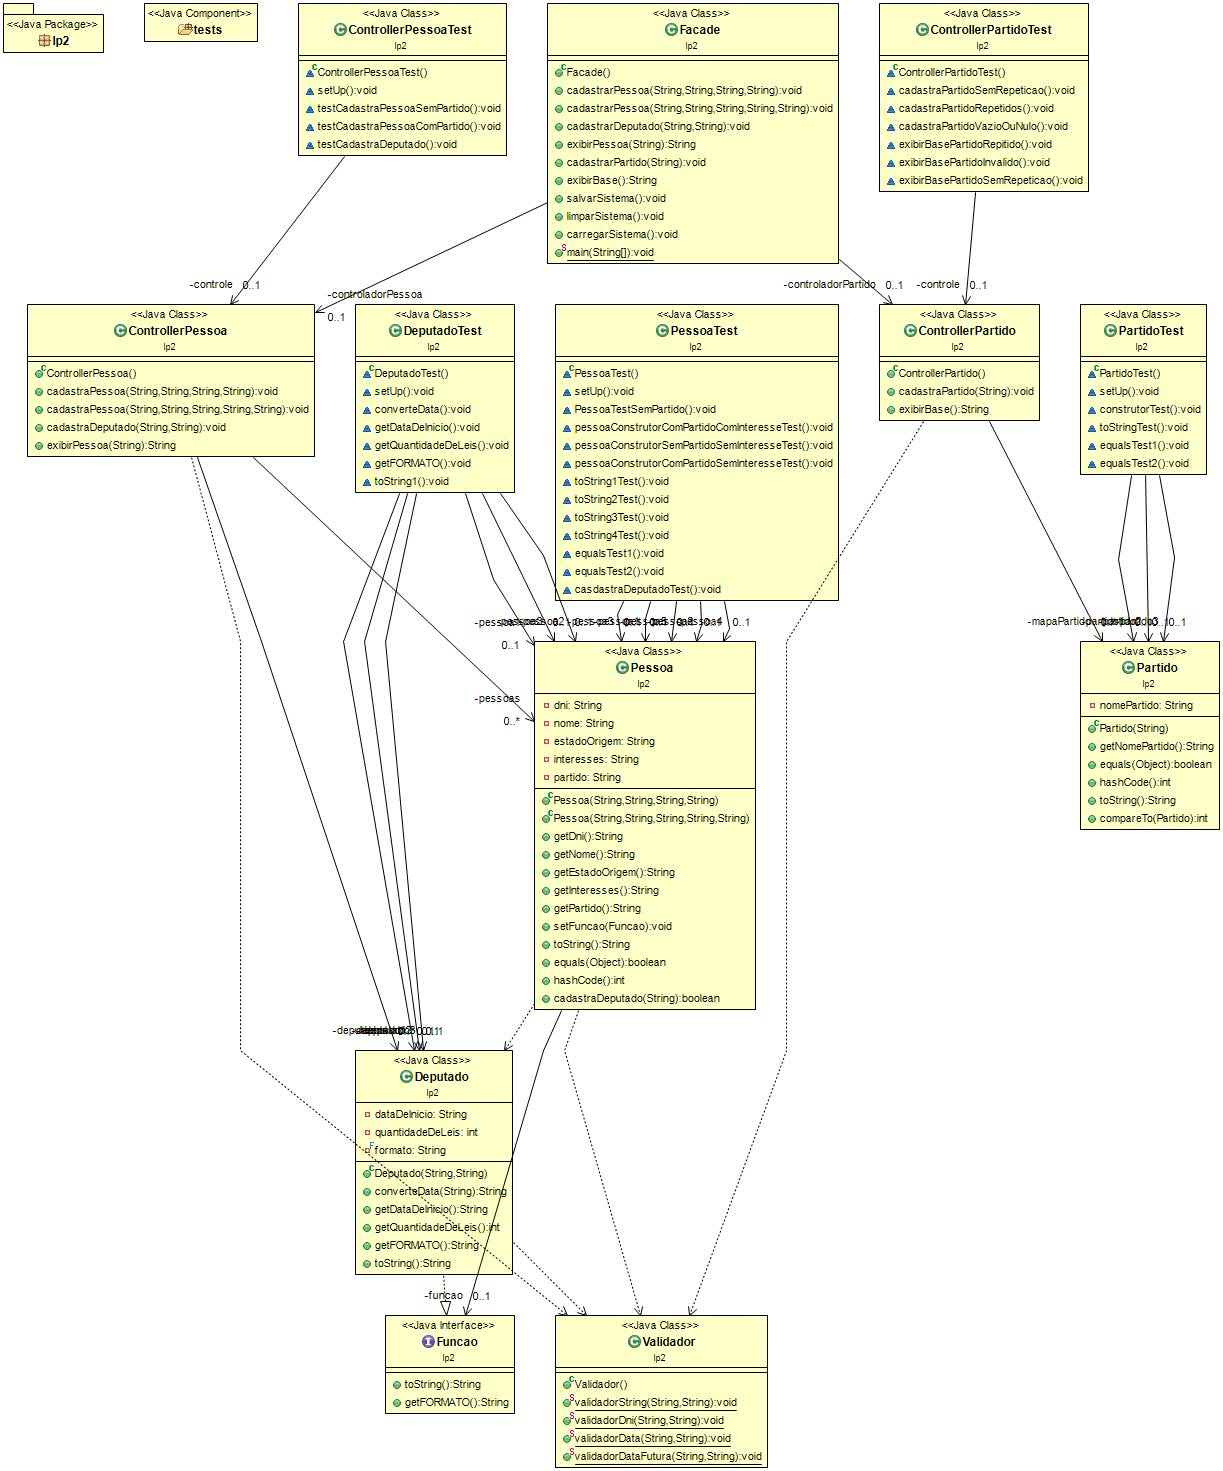 <<Java Package>>
lp2
<<Java Component>>
tests
<<Java Class>>
ControllerPessoaTest
lp2
ControllerPessoaTest()
setUp():void
testCadastraPessoaSemPartido():void
testCadastraPessoaComPartido():void
testCadastraDeputado():void
<<Java Class>>
Facade
lp2
Facade()
cadastrarPessoa(String,String,String,String):void
cadastrarPessoa(String,String,String,String,String):void
cadastrarDeputado(String,String):void
exibirPessoa(String):String
cadastrarPartido(String):void
exibirBase():String
salvarSistema():void
limparSistema():void
carregarSistema():void
main(String[]):void
<<Java Class>>
ControllerPartidoTest
lp2
ControllerPartidoTest()
cadastraPartidoSemRepeticao():void
cadastraPartidoRepetidos():void
cadastraPartidoVazioOuNulo():void
exibirBasePartidoRepitido():void
exibirBasePartidoInvalido():void
exibirBasePartidoSemRepeticao():void
-controle 0..1
-controladorPessoa
0..1
-controladorPartido 0..1
-controle 0..1
<<Java Class>>
ControllerPessoa
lp2
ControllerPessoa()
cadastraPessoa(String,String,String,String):void
cadastraPessoa(String,String,String,String,String):void
cadastraDeputado(String,String):void
exibirPessoa(String):String
<<Java Class>>
DeputadoTest
lp2
DeputadoTest()
setUp():void
converteData():void
getDataDeInicio():void
getQuantidadeDeLeis():void
getFORMATO():void
toString1():void
<<Java Class>>
PessoaTest
lp2
PessoaTest()
setUp():void
PessoaTestSemPartido():void
pessoaConstrutorComPartidoComInteresseTest():void
pessoaConstrutorSemPartidoSemInteresseTest():void
pessoaConstrutorComPartidoSemInteresseTest():void
toString1Test():void
toString2Test():void
toString3Test():void
toString4Test():void
equalsTest1():void
equalsTest2():void
casdastraDeputadoTest():void
<<Java Class>>
ControllerPartido
lp2
ControllerPartido()
cadastraPartido(String):void
exibirBase():String
<<Java Class>>
PartidoTest
lp2
PartidoTest()
setUp():void
construtorTest():void
toStringTest():void
equalsTest1():void
equalsTest2():void
0..1
0..1
-pessoas
0..*
-mapaPartido
0..1
<<Java Class>>
Pessoa
lp2
dni: String
nome: String
estadoOrigem: String
interesses: String
partido: String
Pessoa(String,String,String,String)
Pessoa(String,String,String,String,String)
getDni():String
getNome():String
getEstadoOrigem():String
getInteresses():String
getPartido():String
setFuncao(Funcao):void
toString():String
equals(Object):boolean
hashCode():int
cadastraDeputado(String):boolean
<<Java Class>>
Partido
lp2
nomePartido: String
Partido(String)
getNomePartido():String
equals(Object):boolean
hashCode():int
toString():String
compareTo(Partido):int
<<Java Class>>
Deputado
lp2
dataDeInicio: String
quantidadeDeLeis: int
formato: String
Deputado(String,String)
converteData(String):String
getDataDeInicio():String
getQuantidadeDeLeis():int
getFORMATO():String
toString():String
-funcao 0..1
<<Java Interface>>
Funcao
lp2
toString():String
getFORMATO():String
<<Java Class>>
Validador
lp2
Validador()
validadorString(String,String):void
validadorDni(String,String):void
validadorData(String,String):void
validadorDataFutura(String,String):void